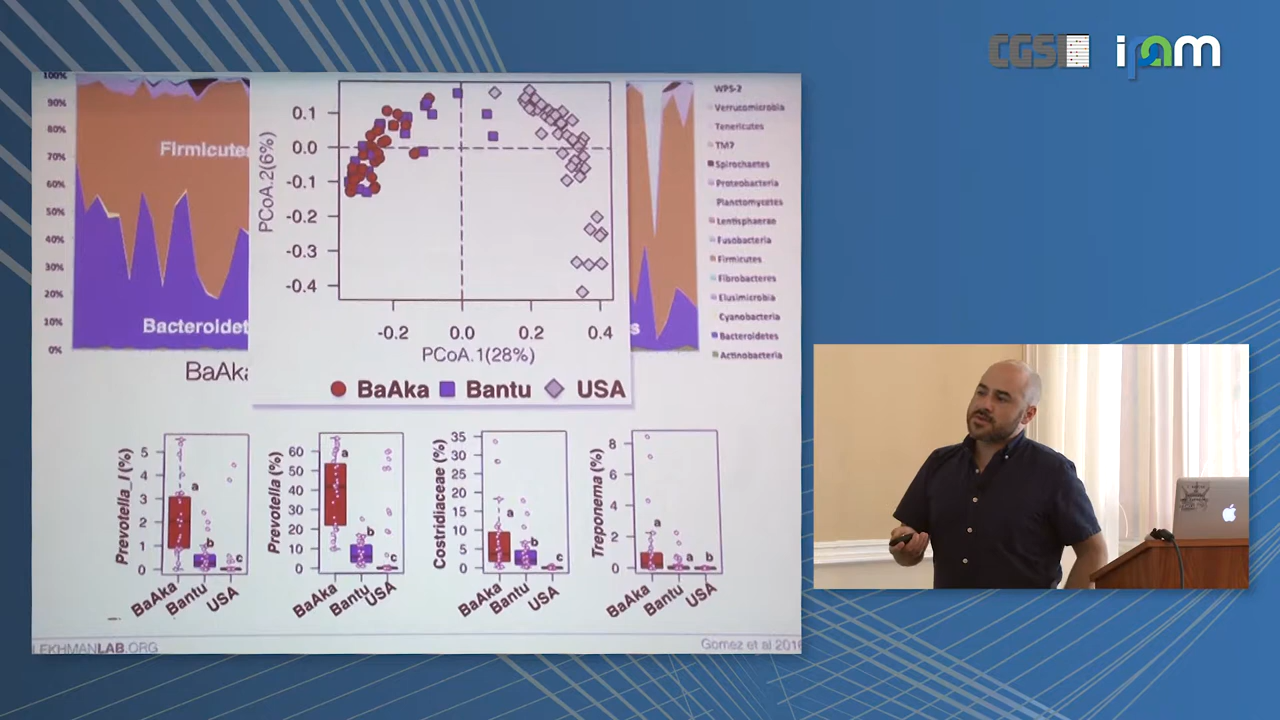 CGSI
ipam
100%
90%
80%
70%
60%
50%
40%
30%
20%
10%
0%
Firmicutes
Bacteroidet
BaAka
PCoA.2(6%)
0.1
0.0
-0.1
-0.2
-0.3
-0.4
-0.2 0.0 0.2 0.4
PCoA.1(28%)
BaAka Bantu USA
s
WPS-2
Verrucomicrobia
Tenericutes
TM7
Spirochaetes
Proteobacteria
Planctomycetes
Lentisphaerae
Fusobacteria
Firmicutes
Fibrobacteres
Elusimicrobia
Cyanobacteria
Bacteroidetes
Actinobacteria
Prevotella_I (%)
5
4
3
2
1
0
a
b
c
BaAka Bantu USA
Prevotella (%)
60
50
40
30
20
10
0
a
b
c
BaAka Bantu USA
Costridiaceae (%)
35
30
25
20
15
10
5
0
a
b
c
BaAka Bantu USA
Treponema (%)
8
6
4
2
0
a
a
b
BaAka Bantu USA
LEKHMANLAB.ORG
Gomez et al 2016